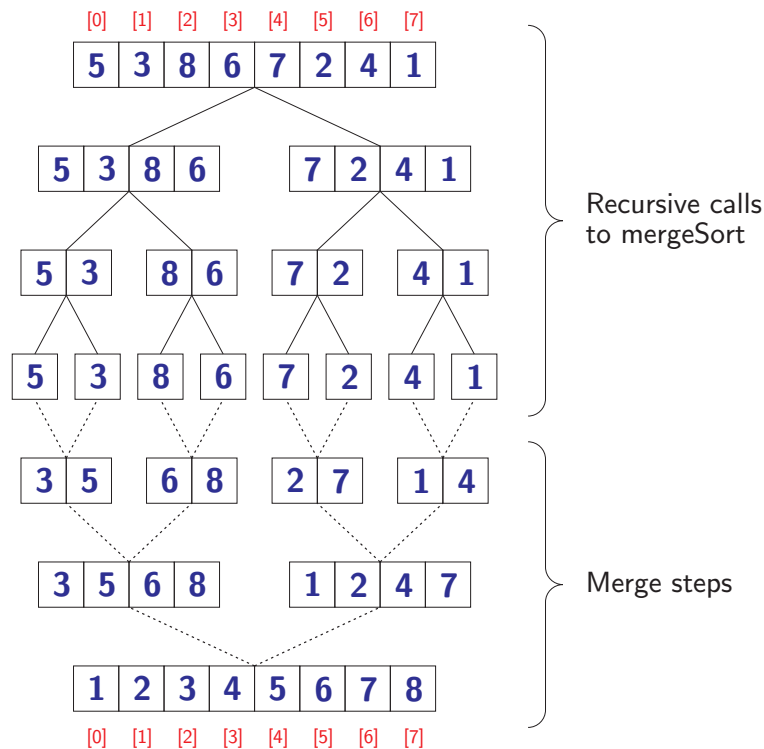 [0] [1] [2] [3] [4] [5] [6] [7]
5 3 8 6 7 2 4 1
5 3 8 6 7 2 4 1
Recursive calls
to mergeSort
5 3 8 6 7 2 4 1
5 3 8 6 7 2 4 1
3 5 6 8 2 7 1 4
3 5 6 8 1 2 4 7
Merge steps
1 2 3 4 5 6 7 8
[0] [1] [2] [3] [4] [5] [6] [7]